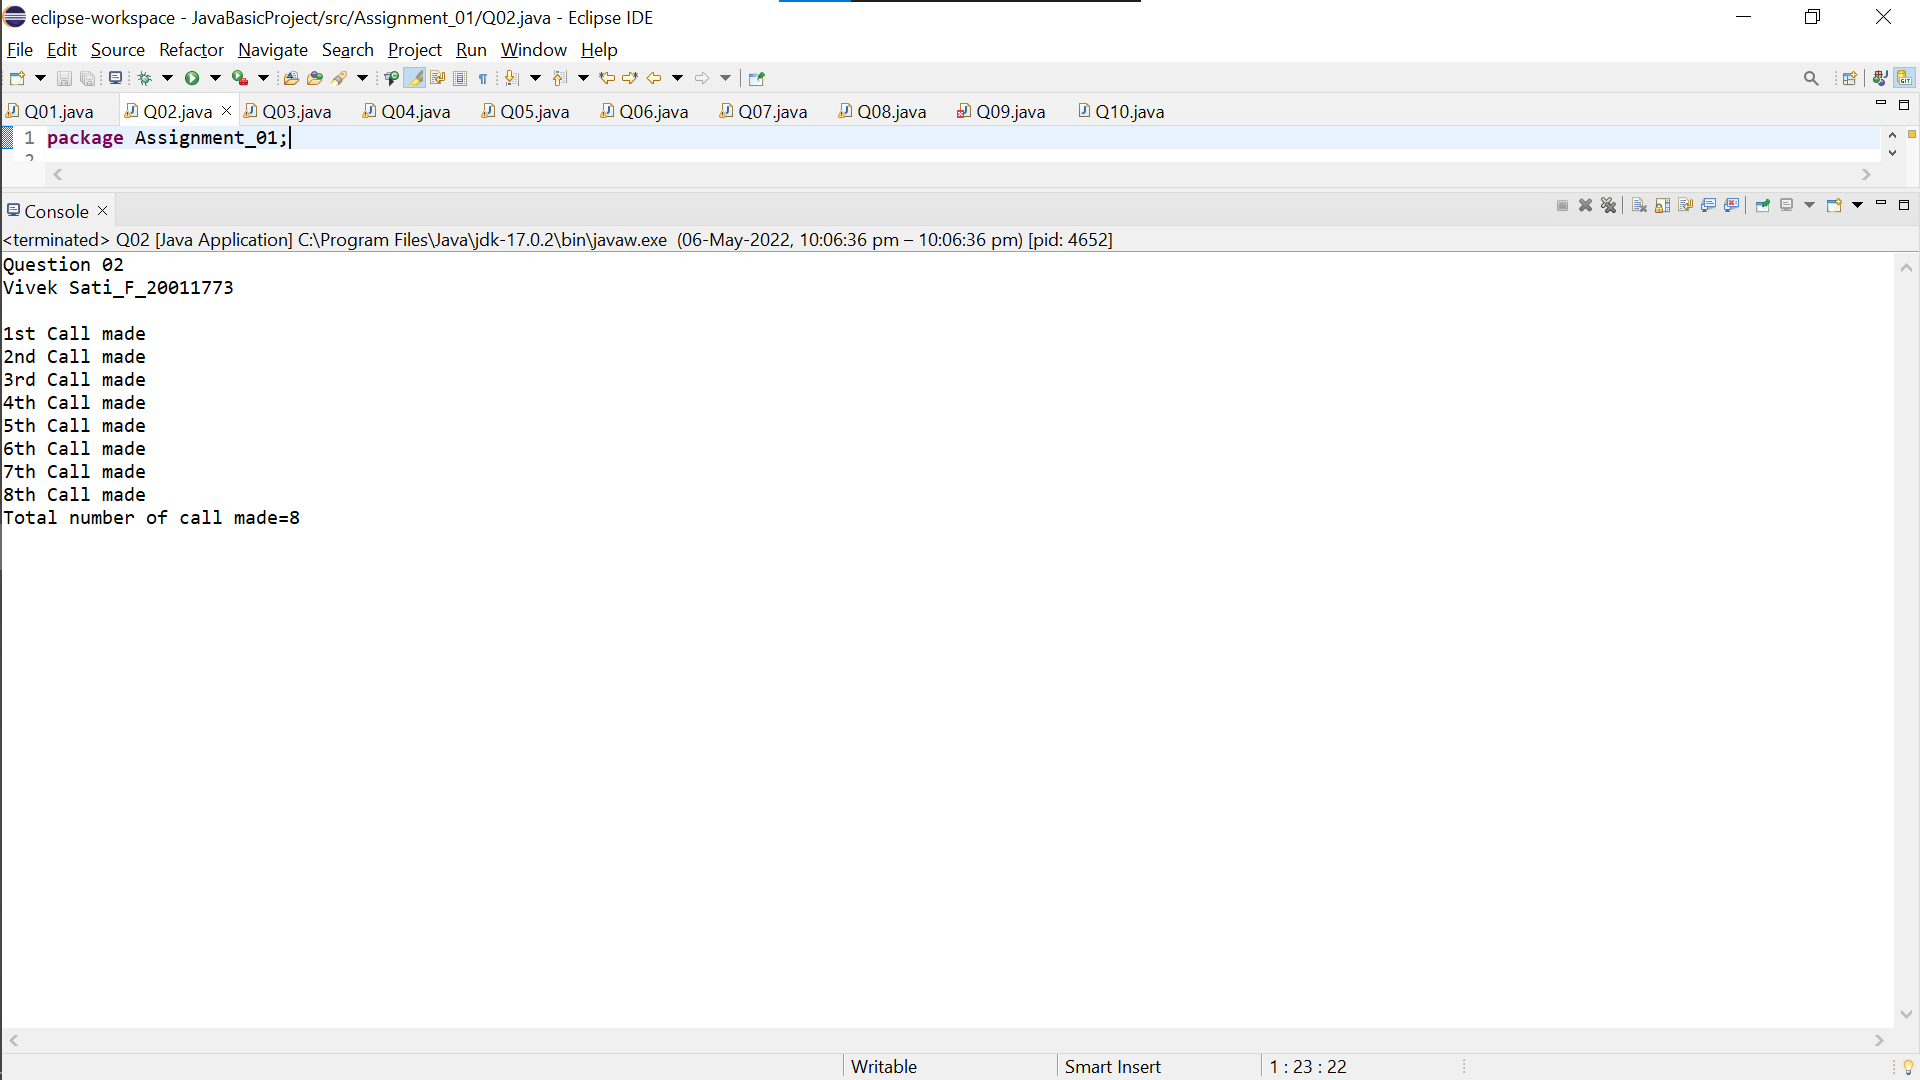 eclipse-workspace - JavaBasicProject/src/Assignment_01/Q02.java - Eclipse IDE
File Edit Source Refactor Navigate Search Project Run Window Help
Q01.java Q02.java Q03.java Q04.java Q05.java Q06.java Q07.java Q08.java Q09.java Q10.java
1 package Assignment_01;
2
Console
<terminated> Q02 [Java Application] C:\Program Files\Java\jdk-17.0.2\bin\javaw.exe (06-May-2022, 10:06:36 pm – 10:06:36 pm) [pid: 4652]
Question 02
Vivek Sati_F_20011773
1st Call made
2nd Call made
3rd Call made
4th Call made
5th Call made
6th Call made
7th Call made
8th Call made
Total number of call made=8
Writable Smart Insert 1 : 23 : 22